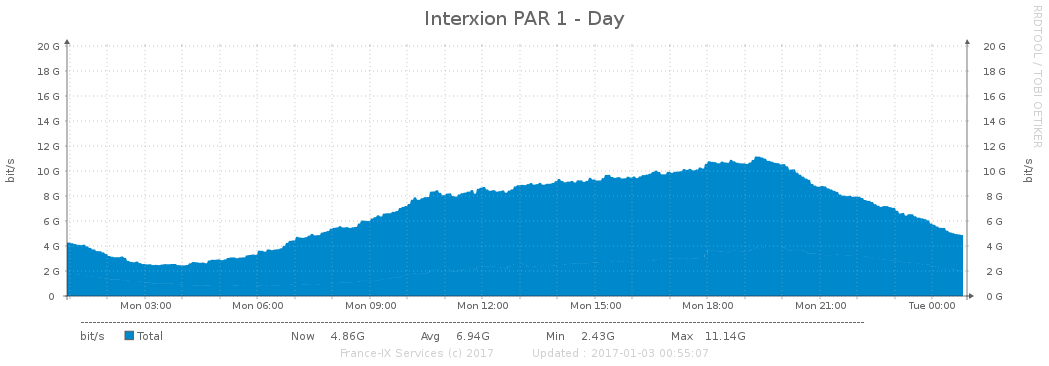 Interxion PAR 1 - Day
RRDTOOL / TOBI OETIKER
bit/s
bit/s
20 G 20 G
18 G 18 G
16 G 16 G
14 G 14 G
12 G 12 G
10 G 10 G
8 G 8 G
6 G 6 G
4 G 4 G
2 G 2 G
0 0 G
Mon 03:00 Mon 06:00 Mon 09:00 Mon 12:00 Mon 15:00 Mon 18:00 Mon 21:00 Tue 00:00
bit/s Total Now 4.86G Avg 6.94G Min 2.43G Max 11.14G
France-IX Services (c) 2017 Updated : 2017-01-03 00:55:07